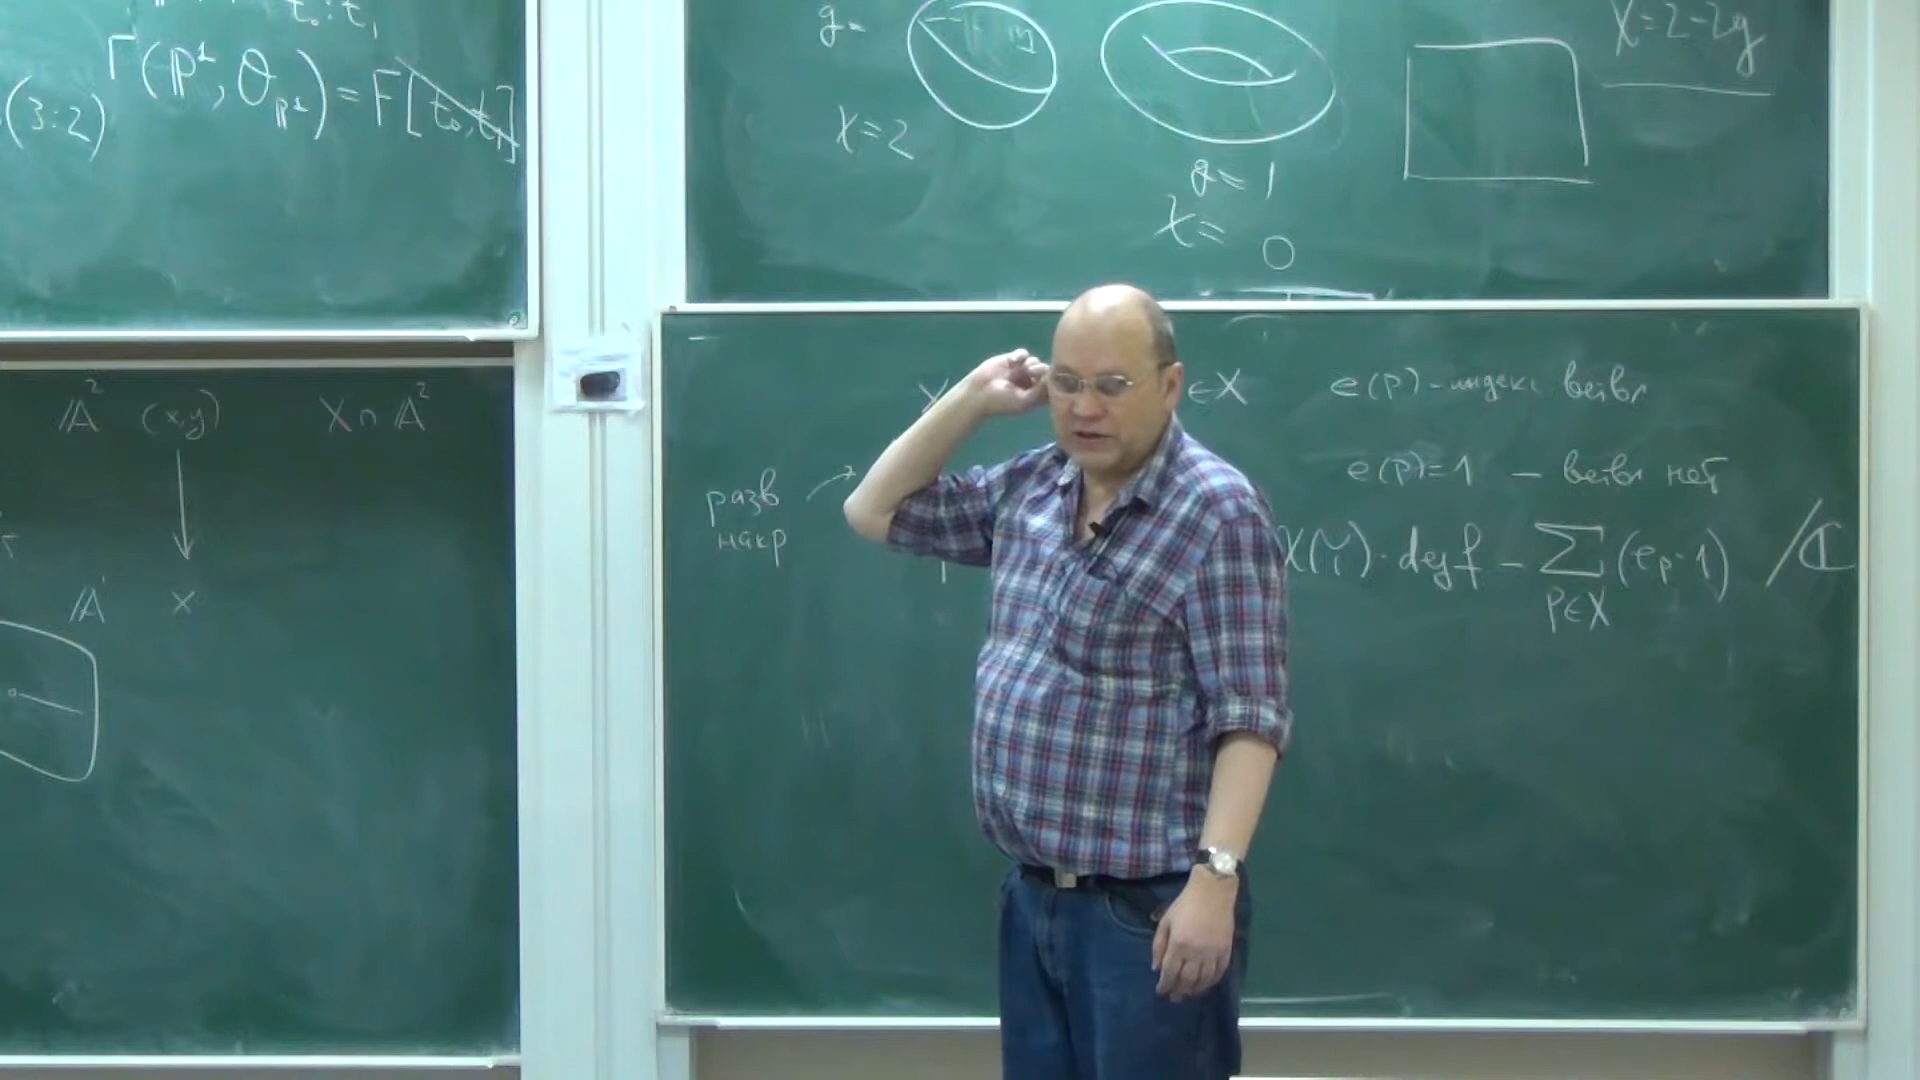 t₀:t₁
(3:2) Γ(ℙ¹, 𝒪_ℙ¹) = F[t₀,t₁]
𝔸² (x,y) X∩𝔸²
𝔸¹ x
g=
χ=2
g=1
χ=0
χ=2-2g
∈X e(P) - индекс ветвл
разв накр
e(P)=1 — ветвл нет
χ(Y)·deg f - ∑ (e_P-1) /ℂ
P∈X